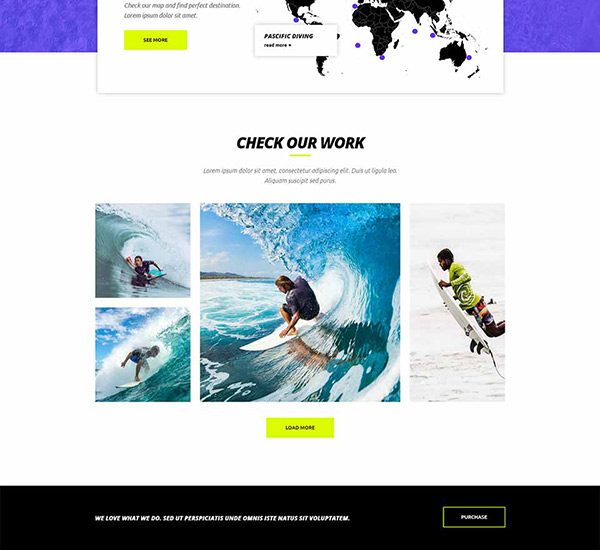 Check our map and find perfect destination.
Lorem ipsum dolor sit amet.
SEE MORE
PASCIFIC DIVING
read more
CHECK OUR WORK
Lorem ipsum dolor sit amet, consectetur adipiscing elit. Duis ut ligula leo.
Aliquam suscipit sed purus.
LOAD MORE
WE LOVE WHAT WE DO. SED UT PERSPICIATIS UNDE OMNIS ISTE NATUS SIT VOLUPTATEM.
PURCHASE